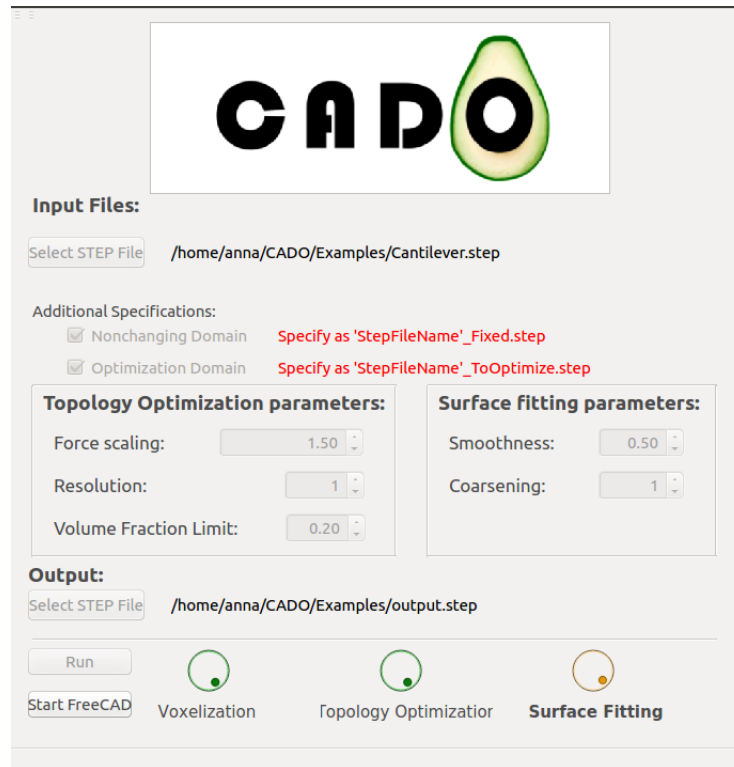 CADO
Input Files:
Select STEP File /home/anna/CADO/Examples/Cantilever.step
Additional Specifications:
Nonchanging Domain Specify as 'StepFileName'_Fixed.step
Optimization Domain Specify as 'StepFileName'_ToOptimize.step
Topology Optimization parameters: Surface fitting parameters:
Force scaling: 1.50 Smoothness: 0.50
Resolution: 1 Coarsening: 1
Volume Fraction Limit: 0.20
Output:
Select STEP File /home/anna/CADO/Examples/output.step
Run
Start FreeCAD
Voxelization Topology Optimization Surface Fitting